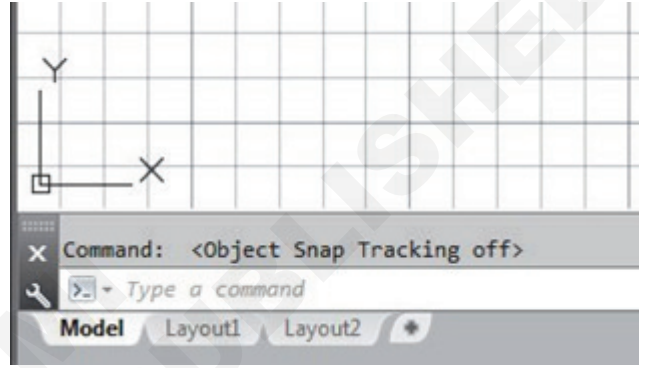 Y
X
Command: <Object Snap Tracking off>
Type a command
Model Layout1 Layout2